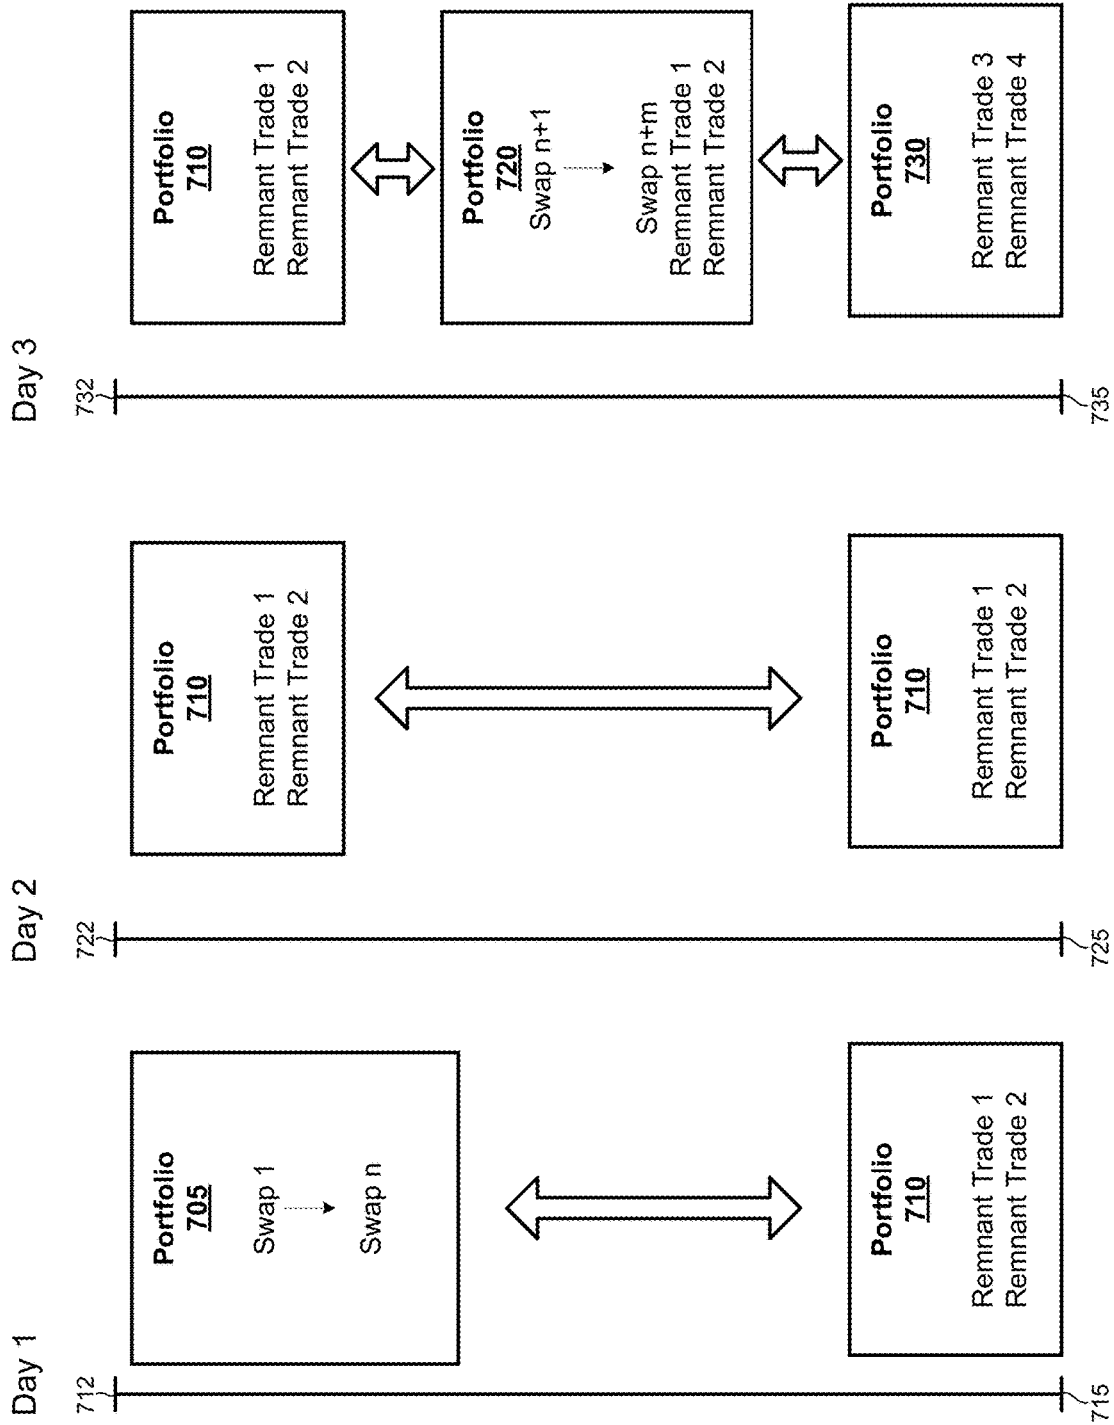 Day 1
712
Portfolio
705
Swap 1
Swap n
Portfolio
710
Remnant Trade 1
Remnant Trade 2
715
Day 2
722
Portfolio
710
Remnant Trade 1
Remnant Trade 2
Portfolio
710
Remnant Trade 1
Remnant Trade 2
725
Day 3
732
Portfolio
710
Remnant Trade 1
Remnant Trade 2
Portfolio
720
Swap n+1
Swap n+m
Remnant Trade 1
Remnant Trade 2
Portfolio
730
Remnant Trade 3
Remnant Trade 4
735